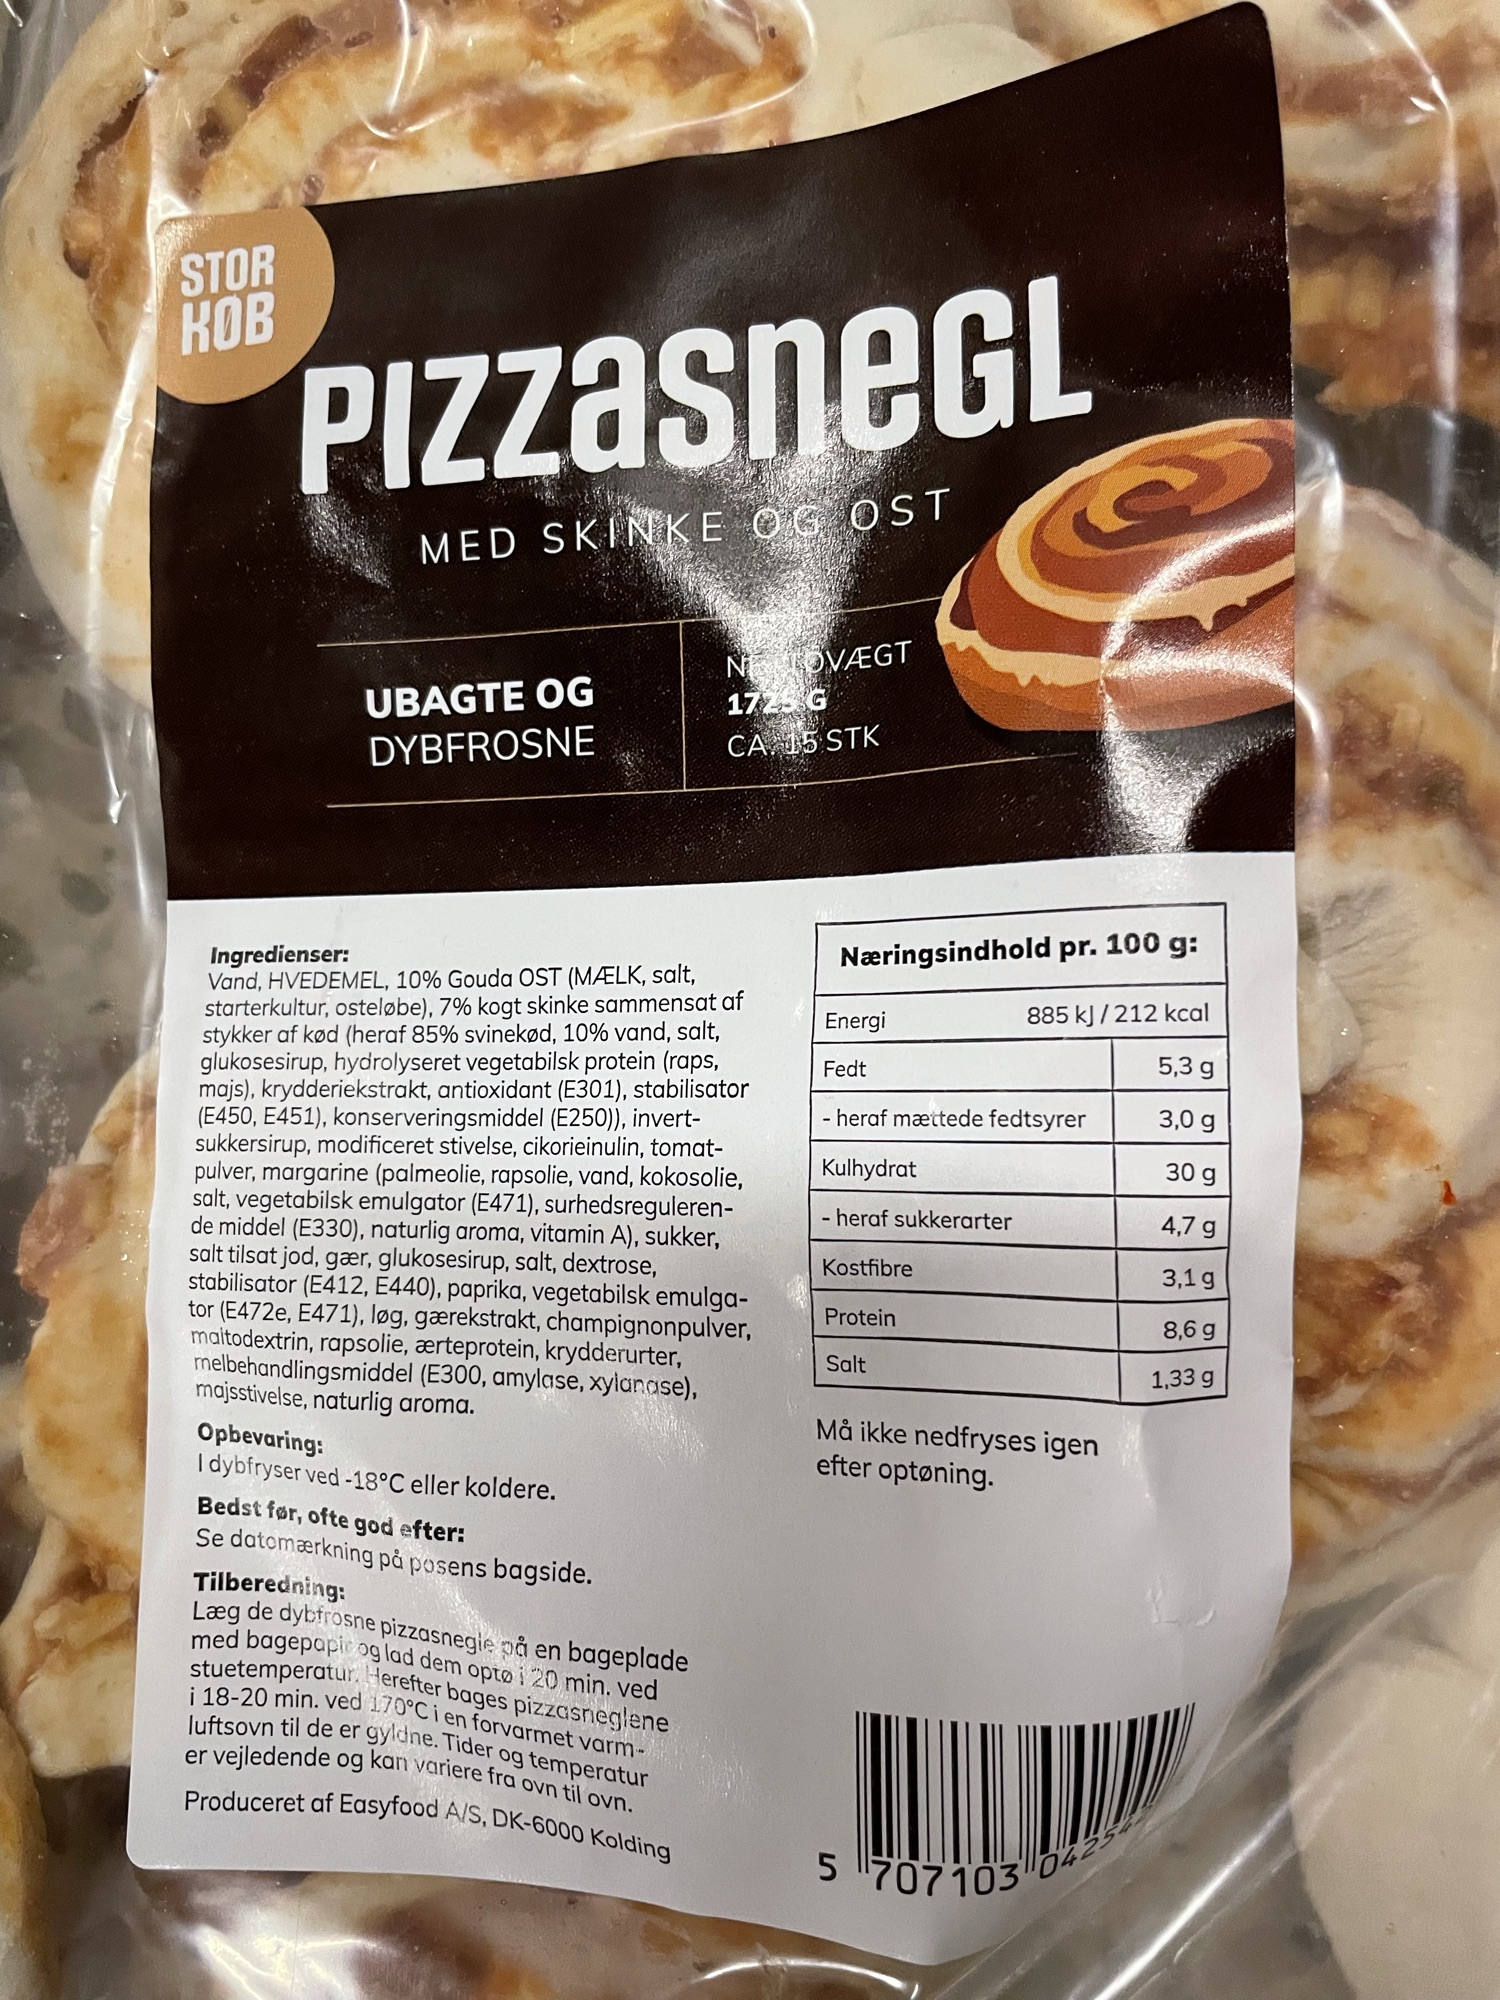 STOR
KØB
PIZZasneGL
MED SKINKE OG OST
UBAGTE OG
DYBFROSNE
NETTOVÆGT
1725 G
CA. 15 STK
Ingredienser:
Vand, HVEDEMEL, 10% Gouda OST (MÆLK, salt,
starterkultur, osteløbe), 7% kogt skinke sammensat af
stykker af kød (heraf 85% svinekød, 10% vand, salt,
glukosesirup, hydrolyseret vegetabilsk protein (raps,
majs), krydderiekstrakt, antioxidant (E301), stabilisator
(E450, E451), konserveringsmiddel (E250)), invert-
sukkersirup, modificeret stivelse, cikorieinulin, tomat-
pulver, margarine (palmeolie, rapsolie, vand, kokosolie,
salt, vegetabilsk emulgator (E471), surhedsreguleren-
de middel (E330), naturlig aroma, vitamin A), sukker,
salt tilsat jod, gær, glukosesirup, salt, dextrose,
stabilisator (E412, E440), paprika, vegetabilsk emulga-
tor (E472e, E471), løg, gærekstrakt, champignonpulver,
maltodextrin, rapsolie, ærteprotein, krydderurter,
melbehandlingsmiddel (E300, amylase, xylanase),
majsstivelse, naturlig aroma.
Opbevaring:
I dybfryser ved -18°C eller koldere.
Bedst før, ofte god efter:
Se datomærkning på posens bagside.
Tilberedning:
Læg de dybfrosne pizzasnegle på en bageplade
med bagepapir og lad dem optø i 20 min. ved
stuetemperatur. Herefter bages pizzasneglene
i 18-20 min. ved 170°C i en forvarmet varm-
luftsovn til de er gyldne. Tider og temperatur
er vejledende og kan variere fra ovn til ovn.
Produceret af Easyfood A/S, DK-6000 Kolding
Næringsindhold pr. 100 g:
Energi 885 kJ / 212 kcal
Fedt 5,3 g
- heraf mættede fedtsyrer 3,0 g
Kulhydrat 30 g
- heraf sukkerarter 4,7 g
Kostfibre 3,1 g
Protein 8,6 g
Salt 1,33 g
Må ikke nedfryses igen
efter optøning.
5 707103